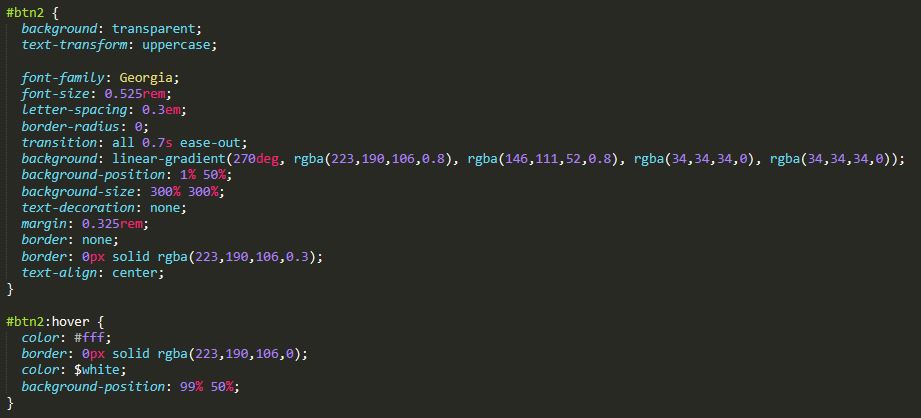 #btn2 {
background: transparent;
text-transform: uppercase;
font-family: Georgia;
font-size: 0.525rem;
letter-spacing: 0.3em;
border-radius: 0;
transition: all 0.7s ease-out;
background: linear-gradient(270deg, rgba(223,190,106,0.8), rgba(146,111,52,0.8), rgba(34,34,34,0), rgba(34,34,34,0));
background-position: 1% 50%;
background-size: 300% 300%;
text-decoration: none;
margin: 0.325rem;
border: none;
border: 0px solid rgba(223,190,106,0.3);
text-align: center;
}
#btn2:hover {
color: #fff;
border: 0px solid rgba(223,190,106,0);
color: $white;
background-position: 99% 50%;
}